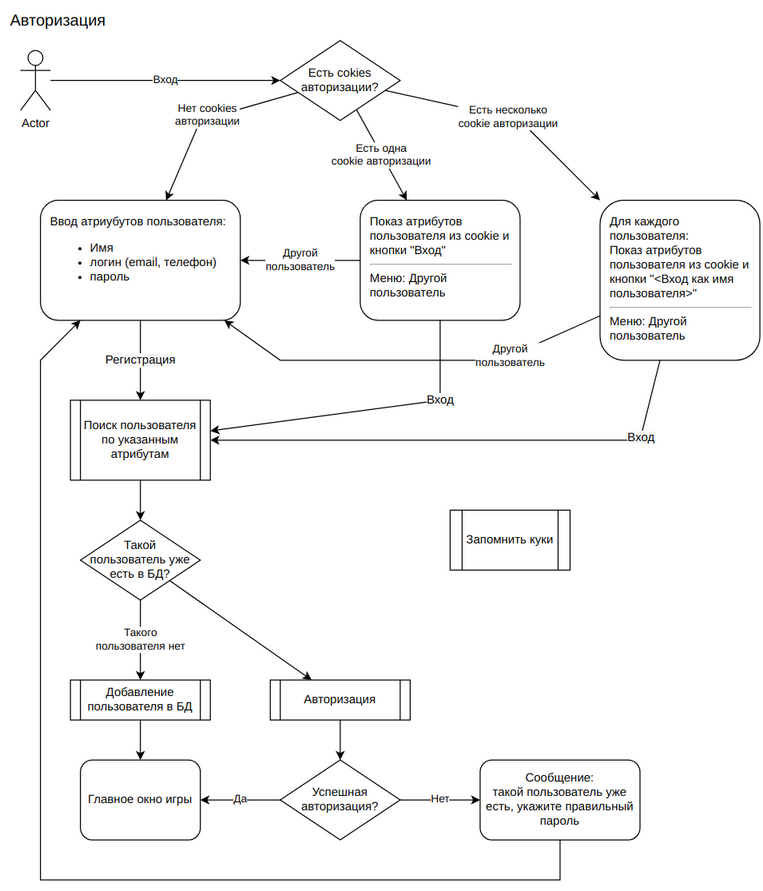 Авторизация
Вход
Есть cokies
авторизации?
Actor
Нет cookies
авторизации
Есть одна
cookie авторизации
Есть несколько
cookie авторизации
Ввод атриубутов пользователя:
• Имя
• логин (email, телефон)
• пароль
Другой
пользователь
Показ атрибутов
пользователя из cookie и
кнопки "Вход"
Меню: Другой
пользователь
Для каждого
пользователя:
Показ атрибутов
пользователя из cookie и
кнопки "<Вход как имя
пользователя>"
Меню: Другой
пользователь
Регистрация
Другой
пользователь
Вход
Вход
Поиск пользователя
по указанным
атрибутам
Запомнить куки
Такой
пользователь уже
есть в БД?
Такого
пользователя нет
Добавление
пользователя в БД
Авторизация
Главное окно игры
Да
Успешная
авторизация?
Нет
Сообщение:
такой пользователь уже
есть, укажите правильный
пароль